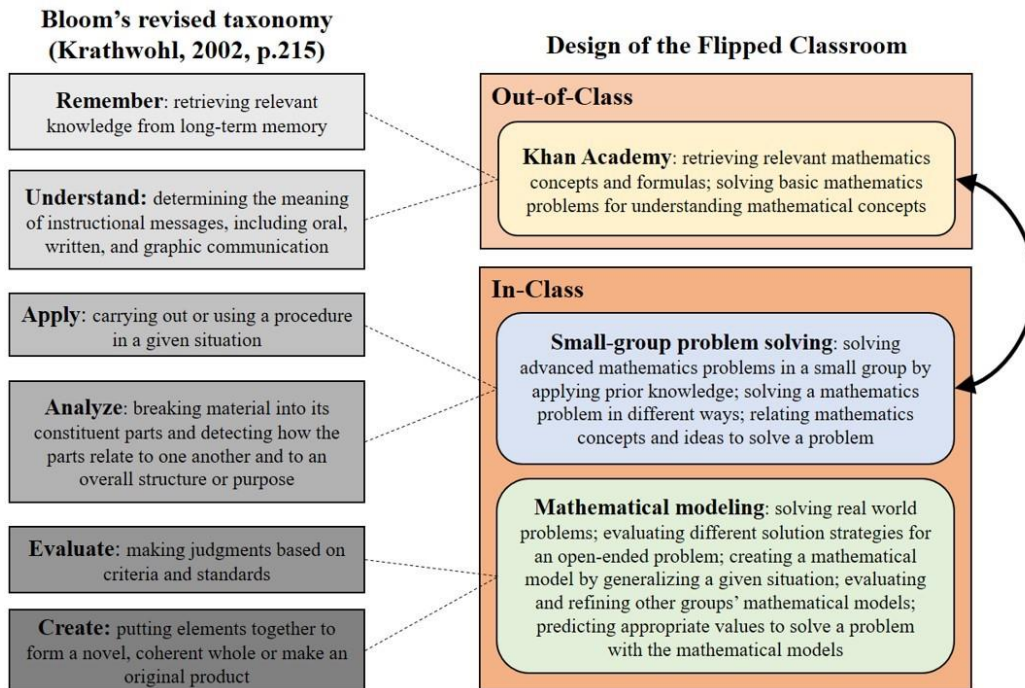 Bloom’s revised taxonomy
(Krathwohl, 2002, p.215)
Remember: retrieving relevant
knowledge from long-term memory
Understand: determining the meaning
of instructional messages, including oral,
written, and graphic communication
Apply: carrying out or using a procedure
in a given situation
Analyze: breaking material into its
constituent parts and detecting how the
parts relate to one another and to an
overall structure or purpose
Evaluate: making judgments based on
criteria and standards
Create: putting elements together to
form a novel, coherent whole or make an
original product
Design of the Flipped Classroom
Out-of-Class
Khan Academy: retrieving relevant mathematics
concepts and formulas; solving basic mathematics
problems for understanding mathematical concepts
In-Class
Small-group problem solving: solving
advanced mathematics problems in a small group by
applying prior knowledge; solving a mathematics
problem in different ways; relating mathematics
concepts and ideas to solve a problem
Mathematical modeling: solving real world
problems; evaluating different solution strategies for
an open-ended problem; creating a mathematical
model by generalizing a given situation; evaluating
and refining other groups’ mathematical models;
predicting appropriate values to solve a problem
with the mathematical models